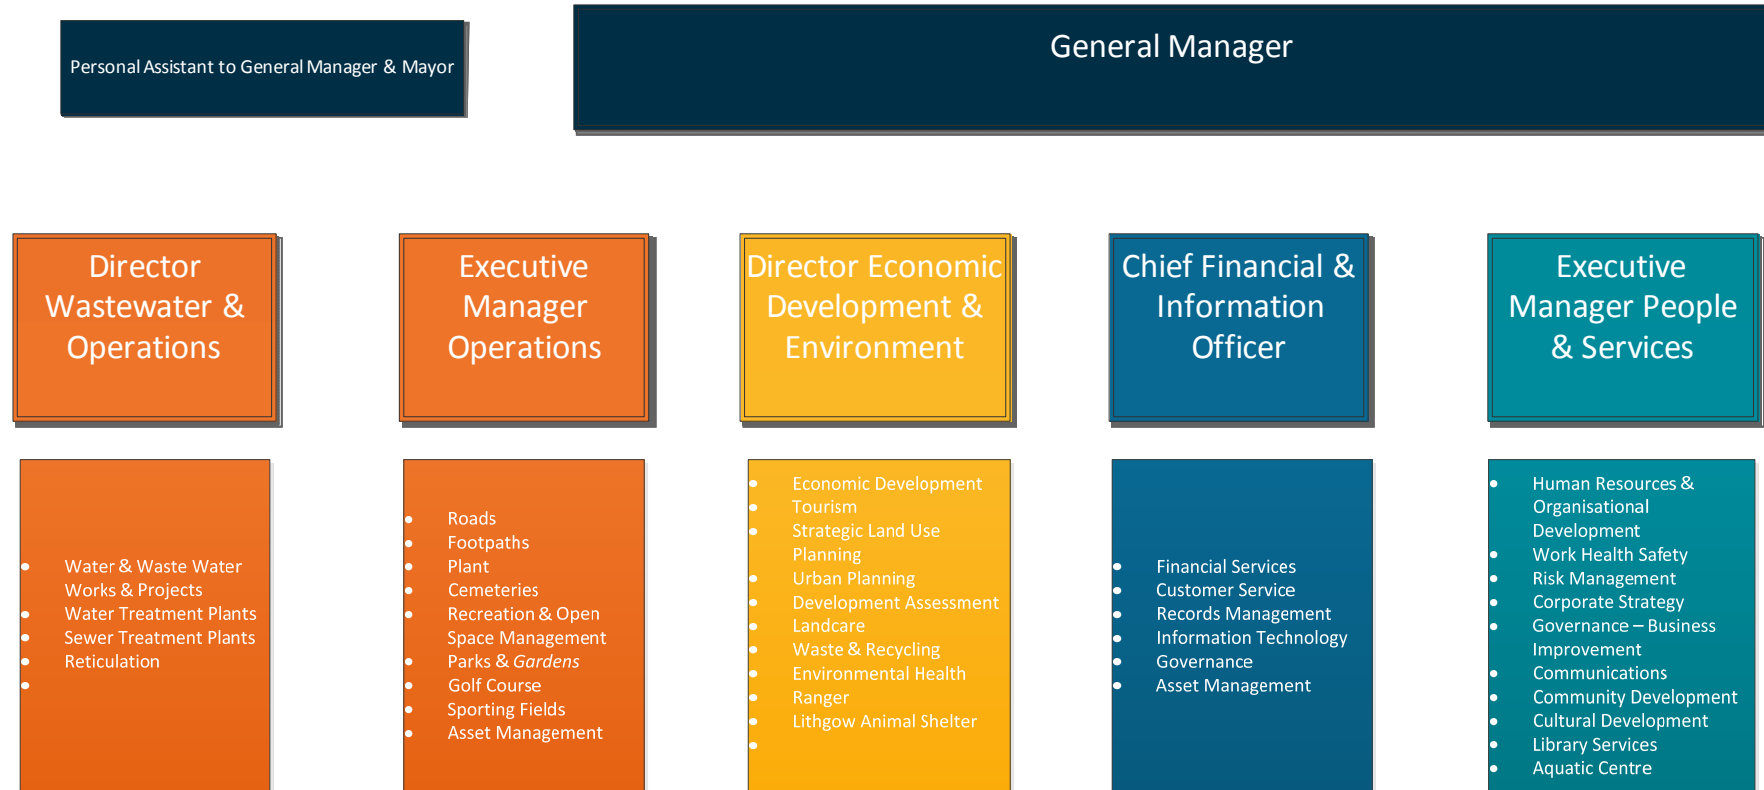 Personal Assistant to General Manager & Mayor
General Manager
Director
Wastewater &
Operations
Executive
Manager
Operations
Director Economic
Development &
Environment
Chief Financial &
Information
Officer
Executive
Manager People
& Services
• Water & Waste Water
Works & Projects
• Water Treatment Plants
• Sewer Treatment Plants
• Reticulation
•
• Roads
• Footpaths
• Plant
• Cemeteries
• Recreation & Open
Space Management
• Parks & Gardens
• Golf Course
• Sporting Fields
• Asset Management
• Economic Development
• Tourism
• Strategic Land Use
Planning
• Urban Planning
• Development Assessment
• Landcare
• Waste & Recycling
• Environmental Health
• Ranger
• Lithgow Animal Shelter
•
• Financial Services
• Customer Service
• Records Management
• Information Technology
• Governance
• Asset Management
• Human Resources &
Organisational
Development
• Work Health Safety
• Risk Management
• Corporate Strategy
• Governance – Business
Improvement
• Communications
• Community Development
• Cultural Development
• Library Services
• Aquatic Centre